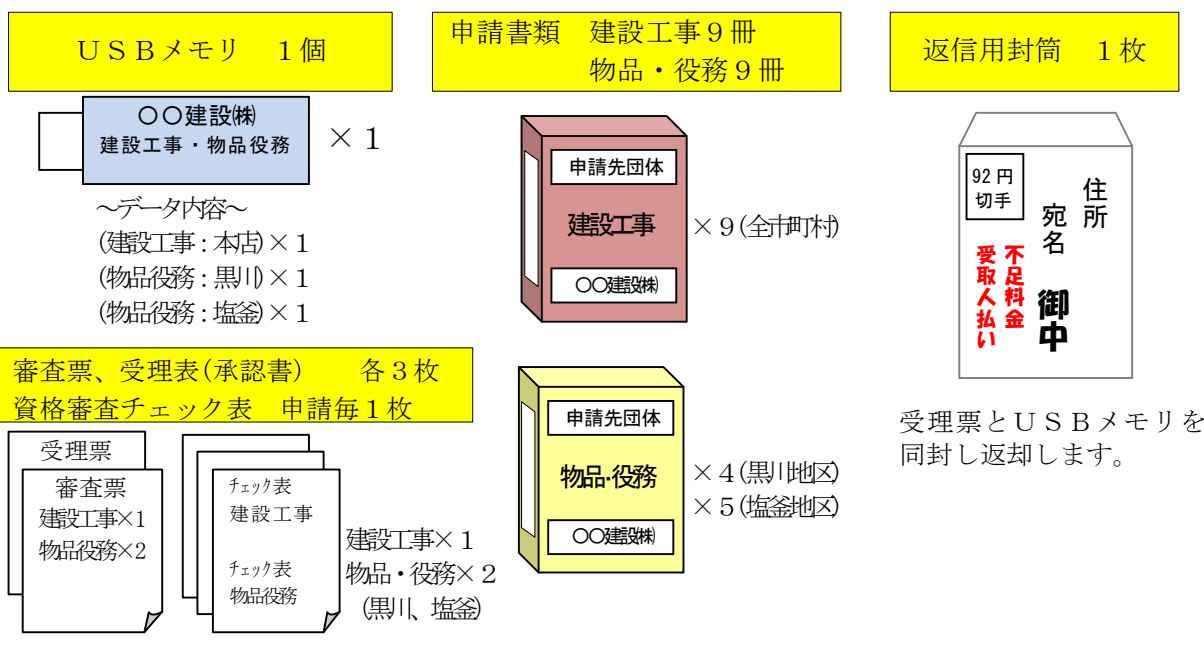 USBメモリ　1個
〇〇建設㈱
建設工事・物品役務
×1
～データ内容～
(建設工事：本店)×1
(物品役務：黒川)×1
(物品役務：塩釜)×1
申請書類　建設工事9冊
物品・役務9冊
申請先団体
建設工事
〇〇建設㈱
×9(全市町村)
申請先団体
物品・役務
〇〇建設㈱
×4(黒川地区)
×5(塩釜地区)
返信用封筒　1枚
92円
切手
住所
宛名　御中
不足料金
受取人払い
受理票とUSBメモリを
同封し返却します。
審査票、受理表(承認書)　各3枚
資格審査チェック表　申請毎1枚
受理票
審査票
建設工事×1
物品役務×2
ﾁｪｯｸ表
建設工事
ﾁｪｯｸ表
物品役務
建設工事×1
物品・役務×2
(黒川、塩釜)